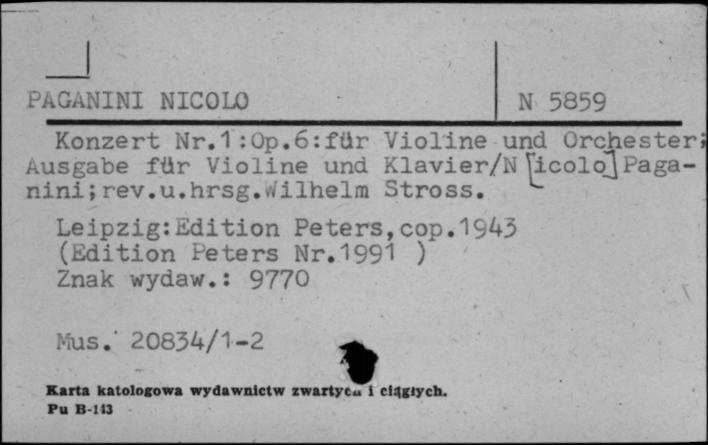 PAGANINI NICOLO
N 5859
Konzert Nr.1:Op.6:für Violine und Orchester;
Ausgabe für Violine und Klavier/N[icolo]Paga-
nini;rev.u.hrsg.Wilhelm Stross.
Leipzig:Edition Peters,cop.1943
(Edition Peters Nr.1991 )
Znak wydaw.: 9770
Mus. 20834/1-2
Karta katologowa wydawnictw zwartych i ciągłych.
Pu B-143